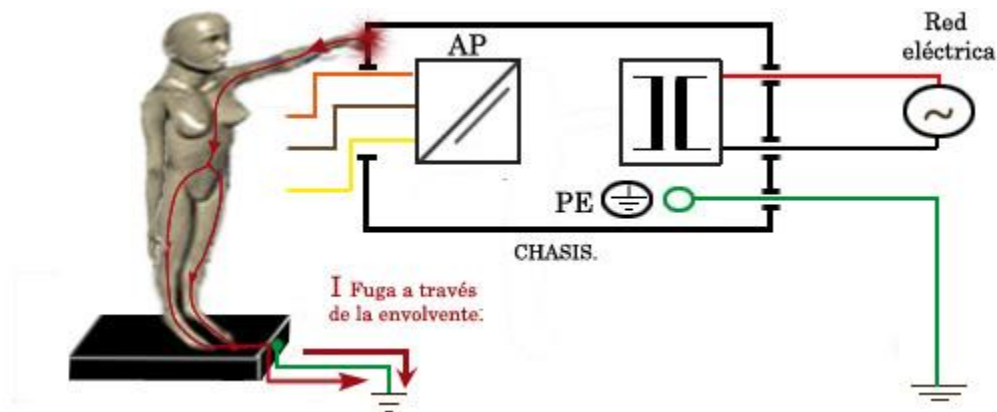 AP
Red
eléctrica
PE
CHASIS.
I Fuga a través
de la envolvente.